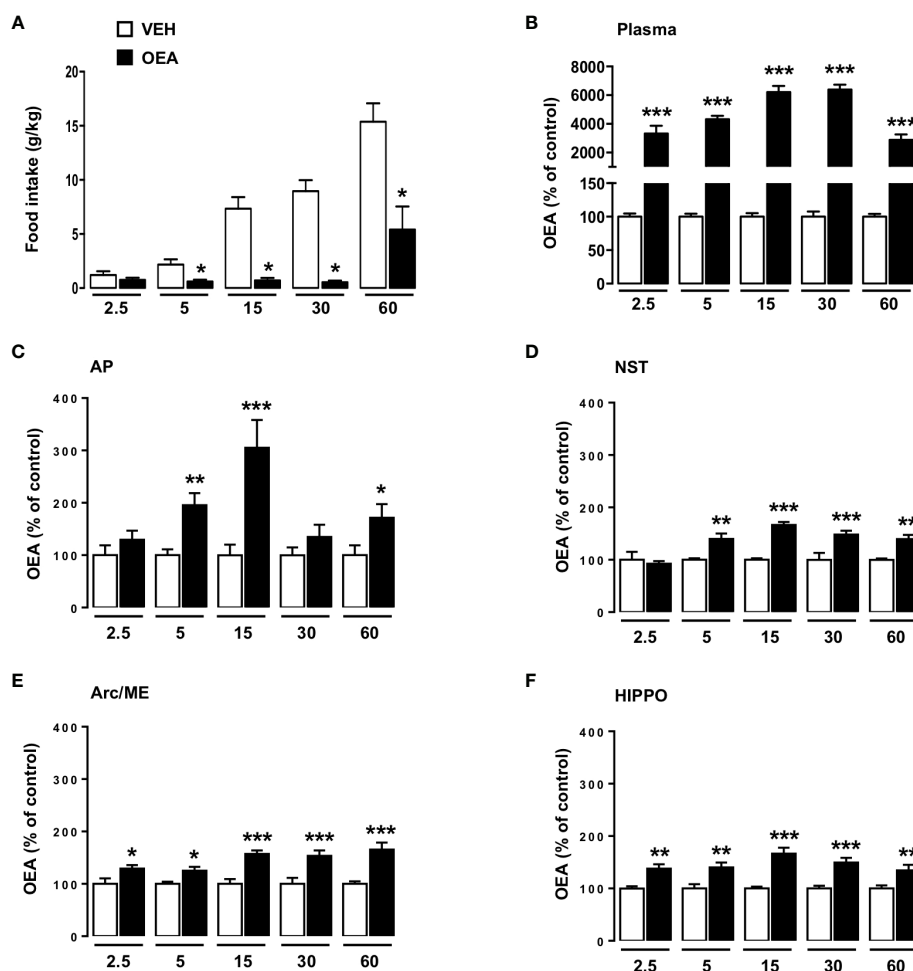 A
VEH
OEA
Food intake (g/kg)
20
15
10
5
0
*
*
*
*
2.5 5 15 30 60
B
Plasma
OEA (% of control)
8000
6000
4000
2000
150
100
50
0
***
***
***
***
***
2.5 5 15 30 60
C
AP
OEA (% of control)
400
300
200
100
0
**
***
*
2.5 5 15 30 60
D
NST
OEA (% of control)
400
300
200
100
0
**
***
***
**
2.5 5 15 30 60
E
Arc/ME
OEA (% of control)
400
300
200
100
0
*
*
***
***
***
2.5 5 15 30 60
F
HIPPO
OEA (% of control)
400
300
200
100
0
**
**
***
***
**
2.5 5 15 30 60